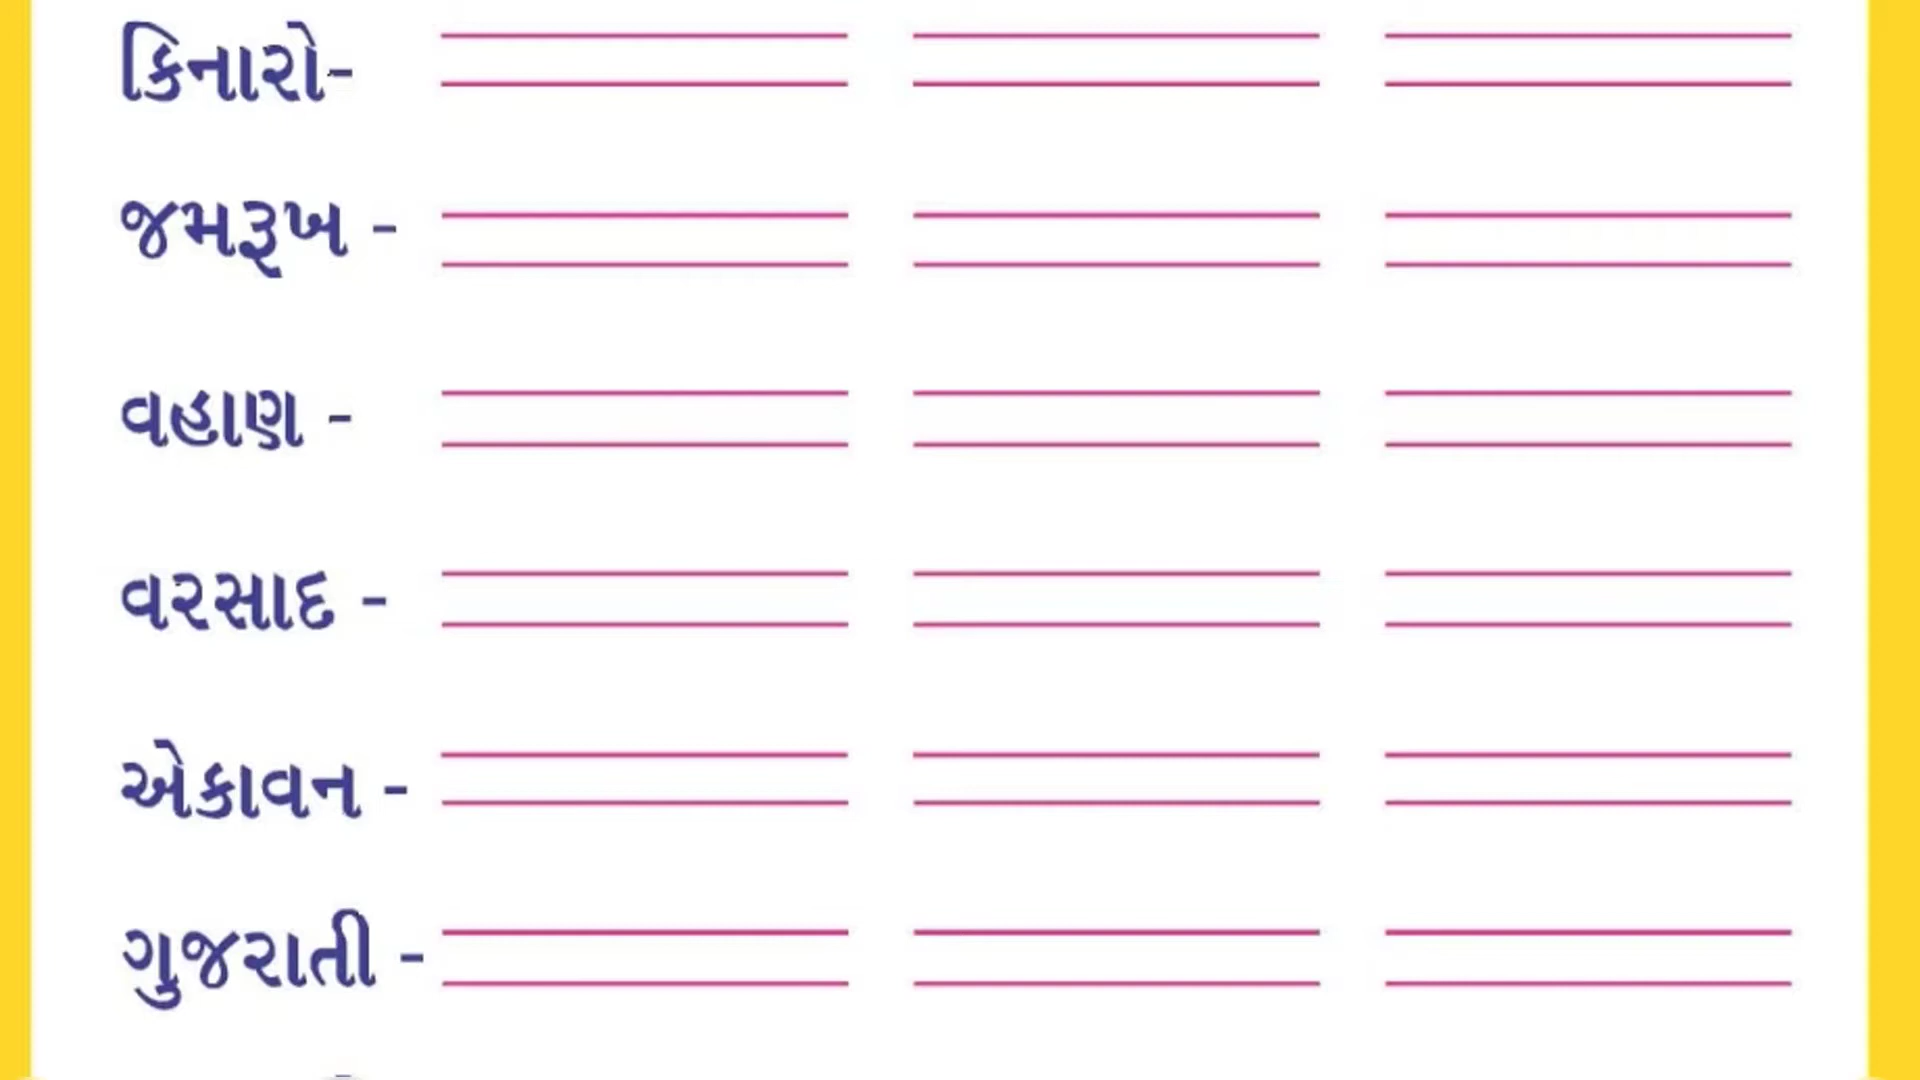 કિનારો-
જમરૂખ -
વહાણ -
વરસાદ -
એકાવન -
ગુજરાતી -